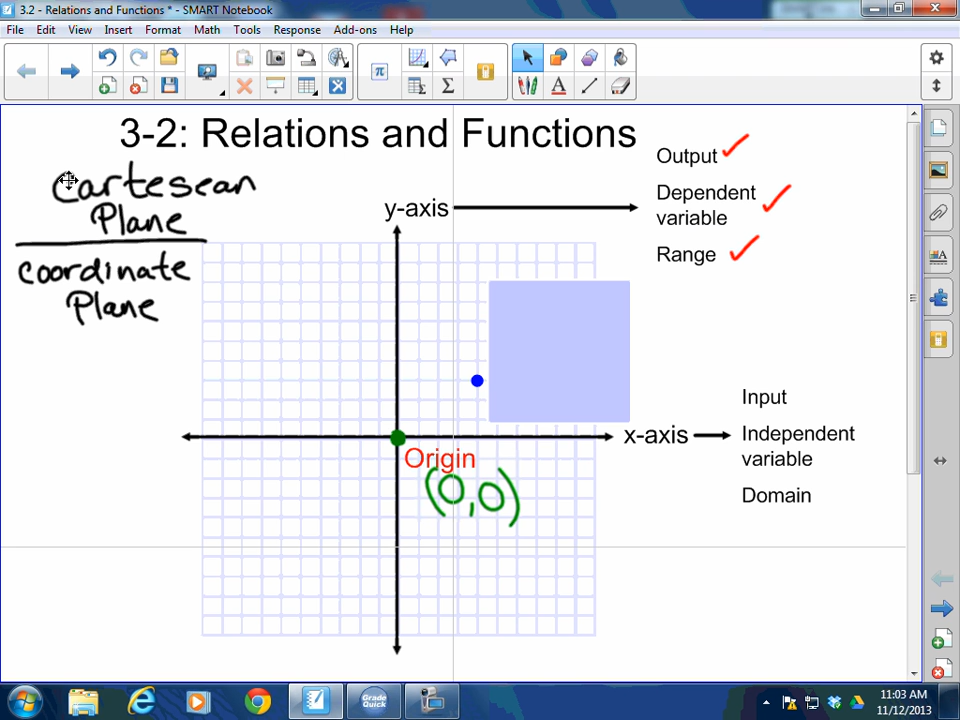 3.2 - Relations and Functions * - SMART Notebook
File Edit View Insert Format Math Tools Response Add-ons Help
3-2: Relations and Functions
Cartesean
Plane
coordinate
Plane
y-axis
Output
Dependent
variable
Range
x-axis
Input
Independent
variable
Domain
Origin
(0,0)
Grade
Quick
11:03 AM
11/12/2013